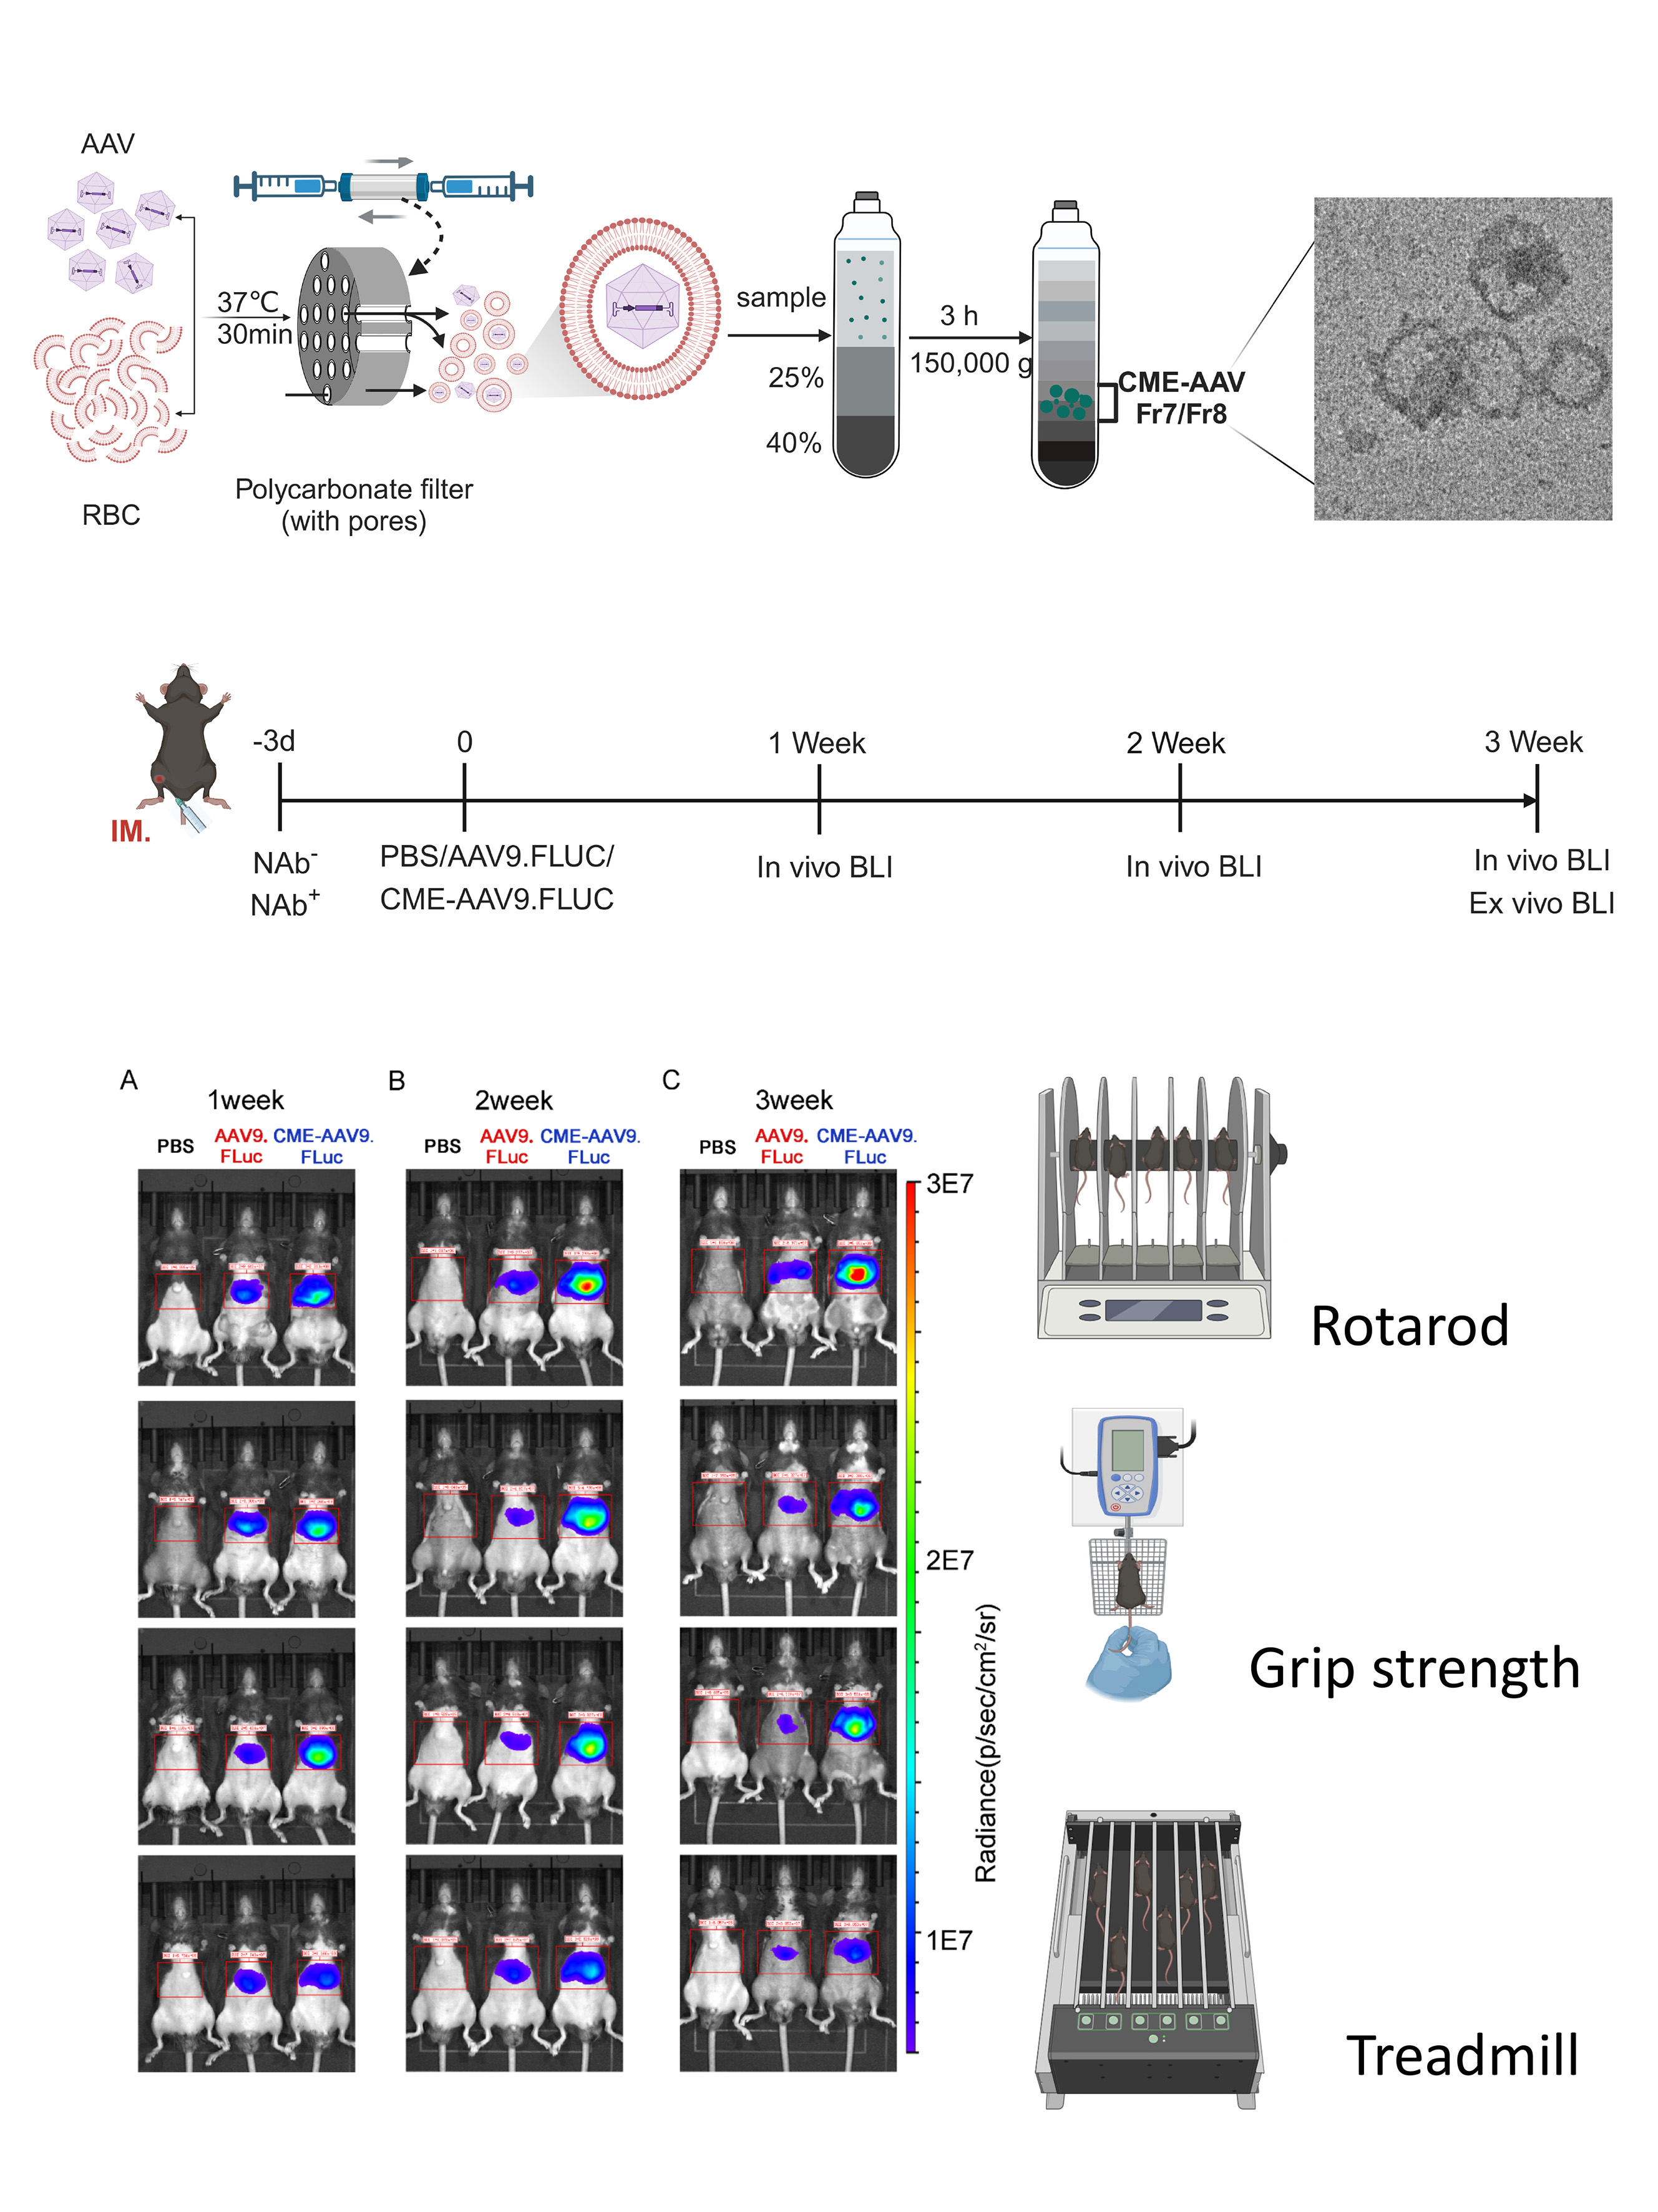 AAV
RBC
37℃
30min
Polycarbonate filter
(with pores)
sample
25%
40%
3 h
150,000 g
CME-AAV
Fr7/Fr8
IM.
-3d
0
1 Week
2 Week
3 Week
NAb-
NAb+
PBS/AAV9.FLUC/
CME-AAV9.FLUC
In vivo BLI
In vivo BLI
In vivo BLI
Ex vivo BLI
A
1week
PBS
AAV9.
FLuc
CME-AAV9.
FLuc
B
2week
PBS
AAV9.
FLuc
CME-AAV9.
FLuc
C
3week
PBS
AAV9.
FLuc
CME-AAV9.
FLuc
3E7
2E7
1E7
Radiance(p/sec/cm²/sr)
Rotarod
Grip strength
Treadmill